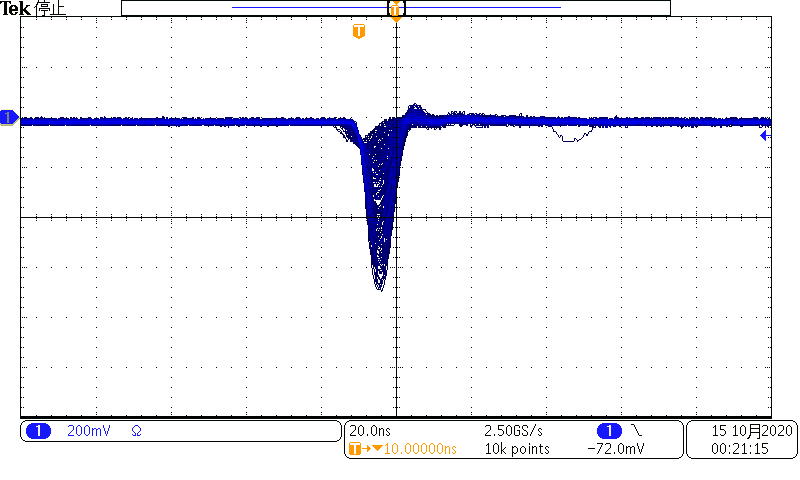 Tek 停止
T
T
1
1 200mV Ω
20.0ns 2.50GS/s 1
T→▼10.00000ns 10k points −72.0mV
15 10月2020
00:21:15